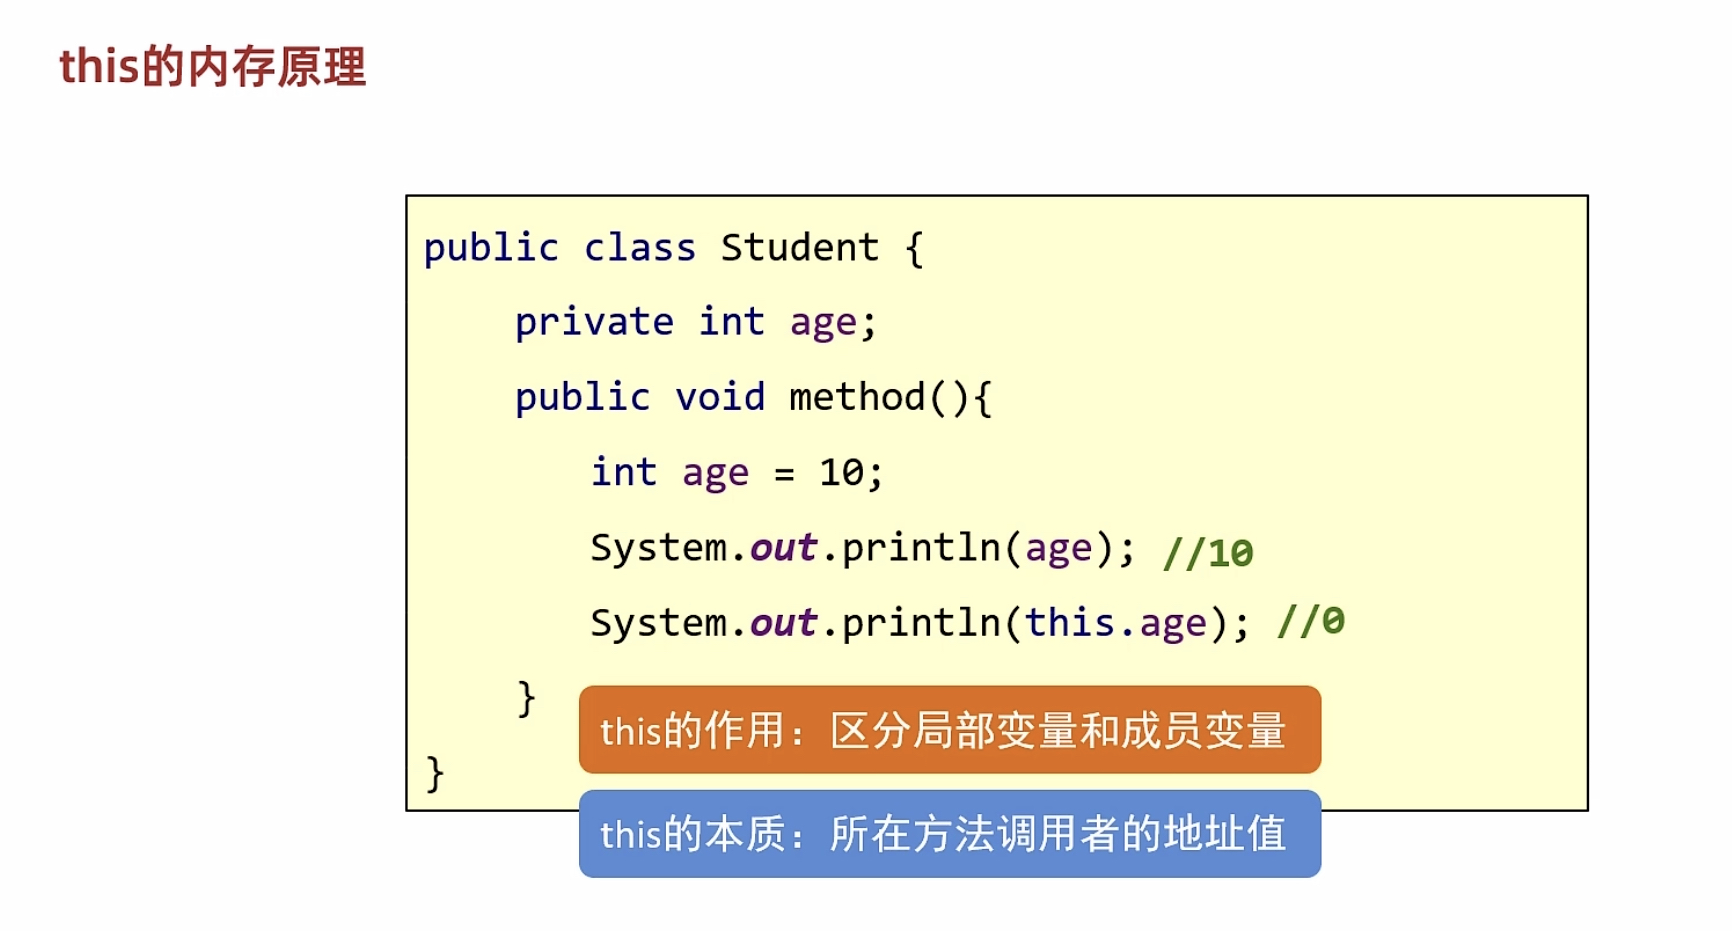 this的内存原理
public class Student {
private int age;
public void method(){
int age = 10;
System.out.println(age); //10
System.out.println(this.age); //0
}
this的作用：区分局部变量和成员变量
}
this的本质：所在方法调用者的地址值